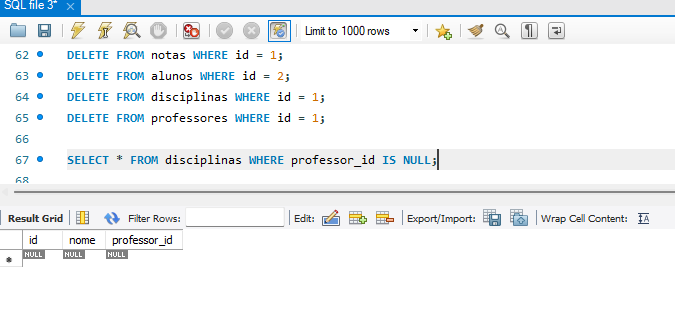 SQL file 3* ×
Limit to 1000 rows
62 DELETE FROM notas WHERE id = 1;
63 DELETE FROM alunos WHERE id = 2;
64 DELETE FROM disciplinas WHERE id = 1;
65 DELETE FROM professores WHERE id = 1;
66
67 SELECT * FROM disciplinas WHERE professor_id IS NULL;
68
Result Grid Filter Rows: Edit: Export/Import: Wrap Cell Content:
id nome professor_id
* NULL NULL NULL